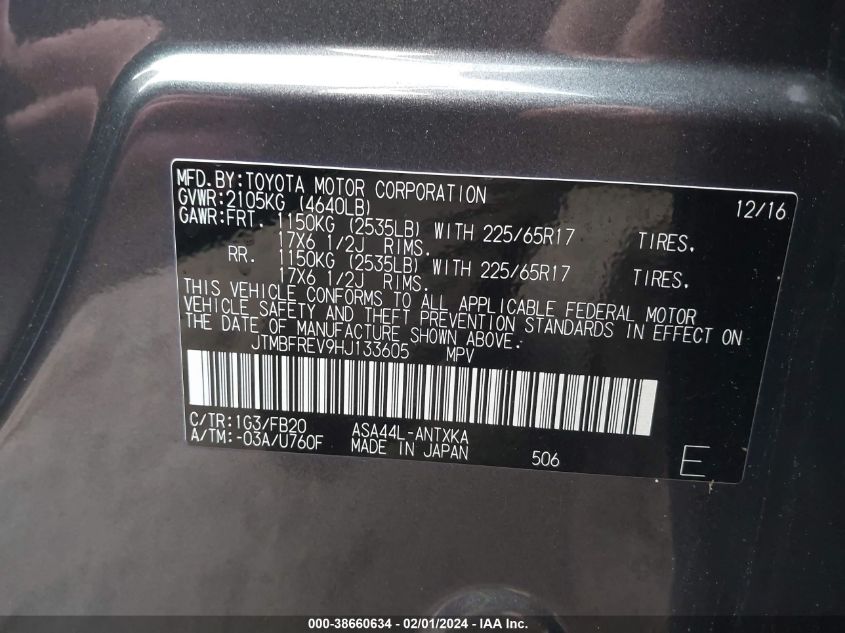 MFD.BY:TOYOTA MOTOR CORPORATION 12/16
GVWR:2105KG (4640LB)
GAWR:FRT. 1150KG (2535LB) WITH 225/65R17 TIRES,
17X6 1/2J RIMS.
RR. 1150KG (2535LB) WITH 225/65R17 TIRES,
17X6 1/2J RIMS.
THIS VEHICLE CONFORMS TO ALL APPLICABLE FEDERAL MOTOR
VEHICLE SAFETY AND THEFT PREVENTION STANDARDS IN EFFECT ON
THE DATE OF MANUFACTURE SHOWN ABOVE.
JTMBFREV9HJ133605 MPV
C/TR:1G3/FB20 ASA44L-ANTXKA
A/TM:-03A/U760F MADE IN JAPAN 506 E
000-38660634 / 02/01/2024 - IAA Inc.